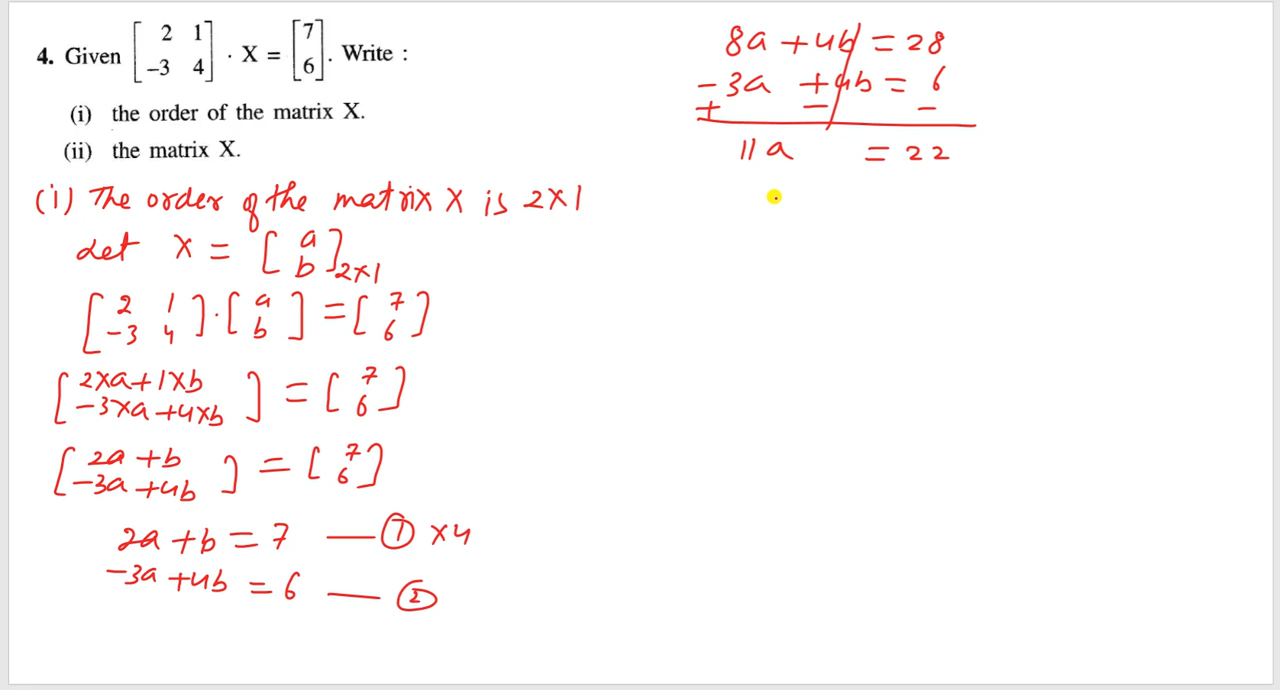 4. Given [ 2 1 ] . X = [ 7 ] . Write :
[ -3 4 ] [ 6 ]
(i) the order of the matrix X.
(ii) the matrix X.
(i) The order of the matrix X is 2×1
Let X = [ a ]
[ b ]2×1
[ 2 1 ] . [ a ] = [ 7 ]
[ -3 4 ] [ b ] [ 6 ]
[ 2×a+1×b ] = [ 7 ]
[ -3×a+4×b ] [ 6 ]
[ 2a+b ] = [ 7 ]
[ -3a+4b ] [ 6 ]
2a+b = 7 — ① ×4
-3a+4b = 6 — ②
8a+4b = 28
-3a+4b = 6
+ - -
11a = 22